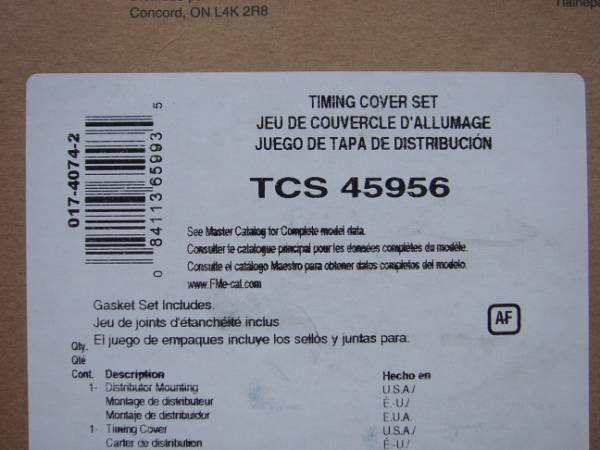 Concord, ON L4K 2R8
TIMING COVER SET
JEU DE COUVERCLE D'ALLUMAGE
JUEGO DE TAPA DE DISTRIBUCIÓN
TCS 45956
017-4074-2
0 84113 65993 5
See Master Catalog for Complete model data.
Consulter le catalogue principal pour les données complètes du modèle.
Consulte el catálogo Maestro para obtener datos completos del modelo.
www.FMe-cat.com
Gasket Set Includes.
Jeu de joints d'étanchéité inclus
El juego de empaques incluye los sellos y juntas para:
AF
Qty.
Qté
Cont. Description Hecho en
1- Distributor Mounting U.S.A./
Montage de distributeur É.-U./
Montaje de distribuidor E.U.A.
1- Timing Cover U.S.A./
Carter de distribution É.-U./